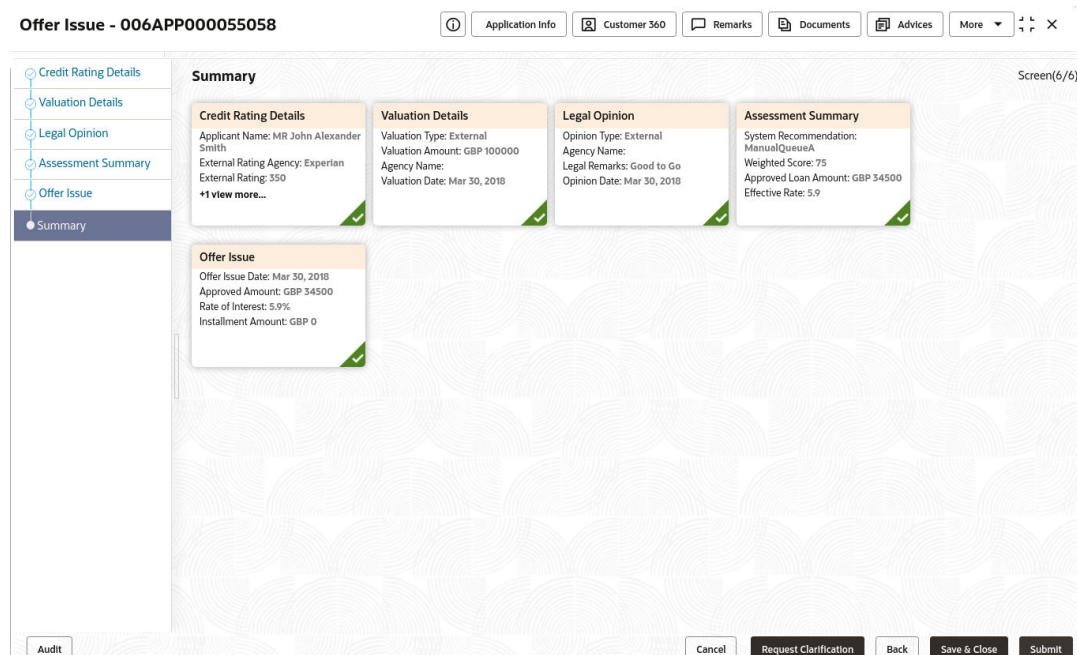 Offer Issue - 006APP000055058
Application Info
Customer 360
Remarks
Documents
Advices
More
Credit Rating Details
Valuation Details
Legal Opinion
Assessment Summary
Offer Issue
Summary
Summary
Screen(6/6)
Credit Rating Details
Applicant Name: MR John Alexander
Smith
External Rating Agency: Experian
External Rating: 350
+1 view more...
Valuation Details
Valuation Type: External
Valuation Amount: GBP 100000
Agency Name:
Valuation Date: Mar 30, 2018
Legal Opinion
Opinion Type: External
Agency Name:
Legal Remarks: Good to Go
Opinion Date: Mar 30, 2018
Assessment Summary
System Recommendation:
ManualQueueA
Weighted Score: 75
Approved Loan Amount: GBP 34500
Effective Rate: 5.9
Offer Issue
Offer Issue Date: Mar 30, 2018
Approved Amount: GBP 34500
Rate of Interest: 5.9%
Installment Amount: GBP 0
Audit
Cancel
Request Clarification
Back
Save & Close
Submit